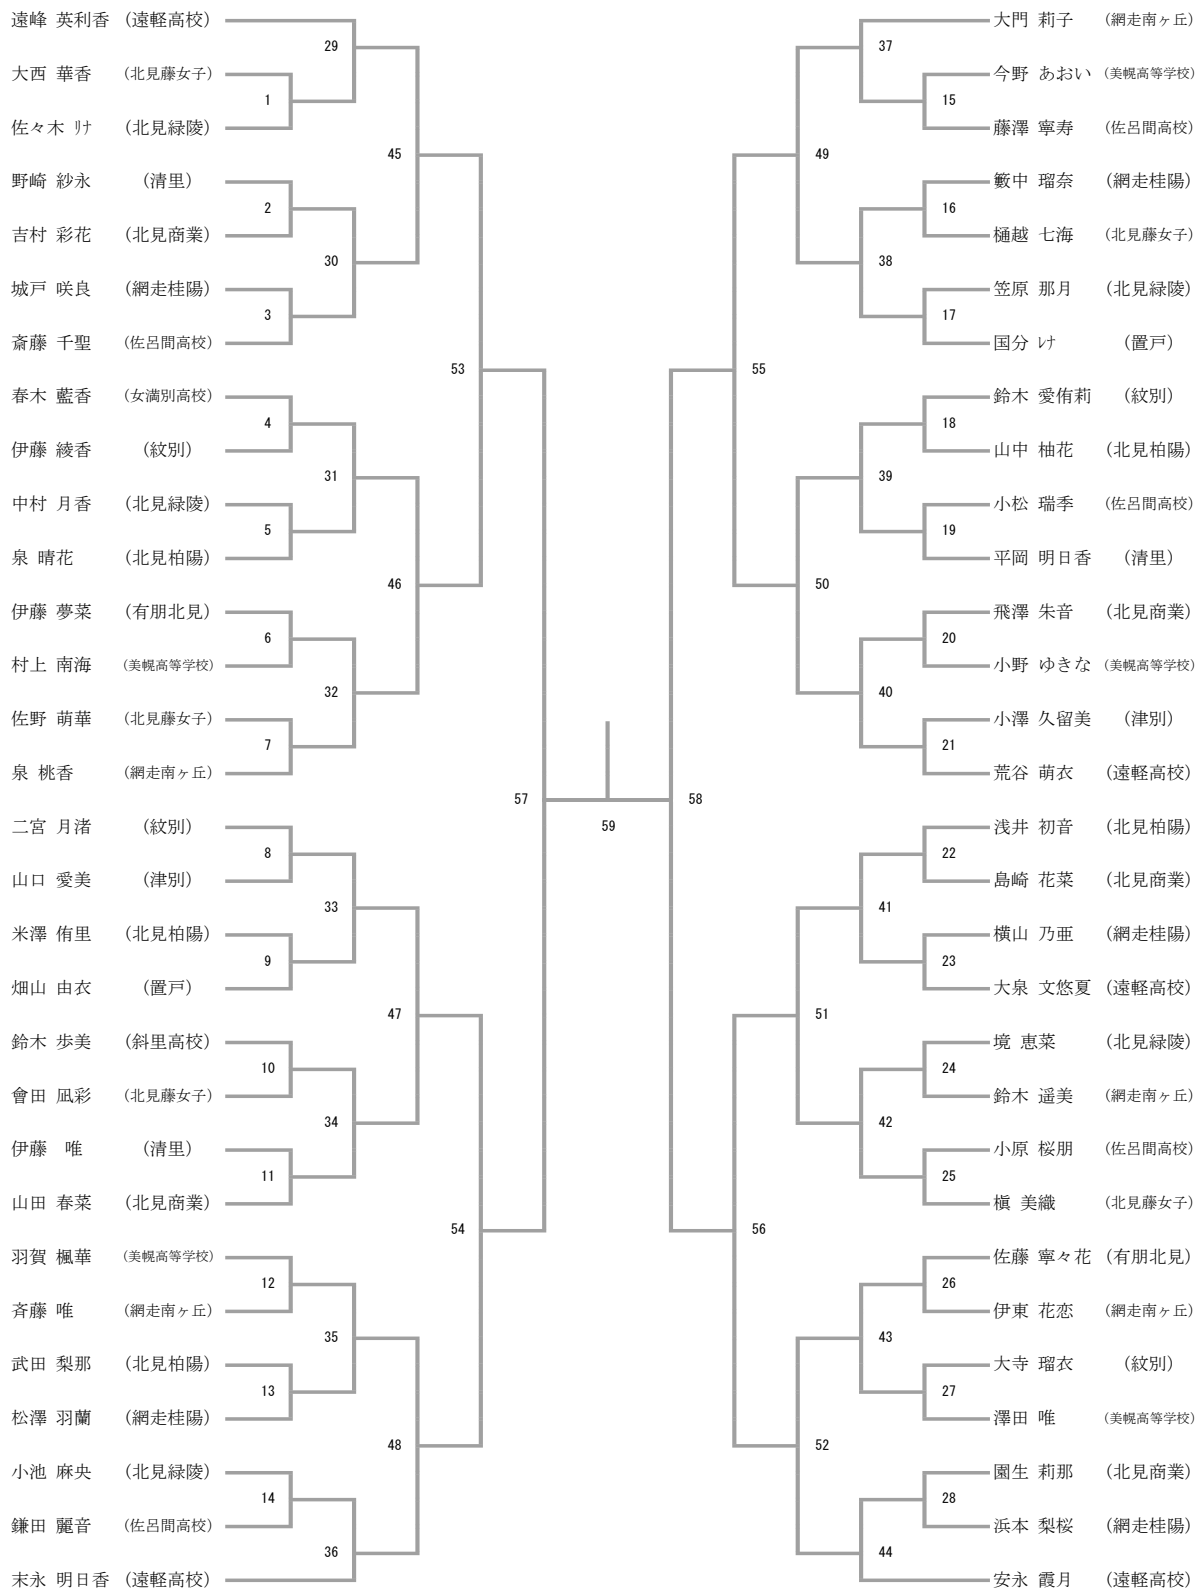 遠峰 英利香 (遠軽高校)
29
大西 華香 (北見藤女子)
1
佐々木 ﾘﾅ (北見緑陵)
45
野崎 紗永 (清里)
2
吉村 彩花 (北見商業)
30
城戸 咲良 (網走桂陽)
3
斎藤 千聖 (佐呂間高校)
53
春木 藍香 (女満別高校)
4
伊藤 綾香 (紋別)
31
中村 月香 (北見緑陵)
5
泉 晴花 (北見柏陽)
46
伊藤 夢菜 (有朋北見)
6
村上 南海 (美幌高等学校)
32
佐野 萌華 (北見藤女子)
7
泉 桃香 (網走南ヶ丘)
57
二宮 月渚 (紋別)
8
山口 愛美 (津別)
33
米澤 侑里 (北見柏陽)
9
畑山 由衣 (置戸)
47
鈴木 歩美 (斜里高校)
10
會田 凪彩 (北見藤女子)
34
伊藤 唯 (清里)
11
山田 春菜 (北見商業)
54
羽賀 楓華 (美幌高等学校)
12
斉藤 唯 (網走南ヶ丘)
35
武田 梨那 (北見柏陽)
13
松澤 羽蘭 (網走桂陽)
48
小池 麻央 (北見緑陵)
14
鎌田 麗音 (佐呂間高校)
36
末永 明日香 (遠軽高校)
59
大門 莉子 (網走南ヶ丘)
37
今野 あおい (美幌高等学校)
15
藤澤 寧寿 (佐呂間高校)
49
籔中 瑠奈 (網走桂陽)
16
樋越 七海 (北見藤女子)
38
笠原 那月 (北見緑陵)
17
国分 ﾚﾅ (置戸)
55
鈴木 愛侑莉 (紋別)
18
山中 柚花 (北見柏陽)
39
小松 瑞季 (佐呂間高校)
19
平岡 明日香 (清里)
50
飛澤 朱音 (北見商業)
20
小野 ゆきな (美幌高等学校)
40
小澤 久留美 (津別)
21
荒谷 萌衣 (遠軽高校)
58
浅井 初音 (北見柏陽)
22
島崎 花菜 (北見商業)
41
横山 乃亜 (網走桂陽)
23
大泉 文悠夏 (遠軽高校)
51
境 恵菜 (北見緑陵)
24
鈴木 遥美 (網走南ヶ丘)
42
小原 桜朋 (佐呂間高校)
25
槇 美織 (北見藤女子)
56
佐藤 寧々花 (有朋北見)
26
伊東 花恋 (網走南ヶ丘)
43
大寺 瑠衣 (紋別)
27
澤田 唯 (美幌高等学校)
52
園生 莉那 (北見商業)
28
浜本 梨桜 (網走桂陽)
44
安永 霞月 (遠軽高校)